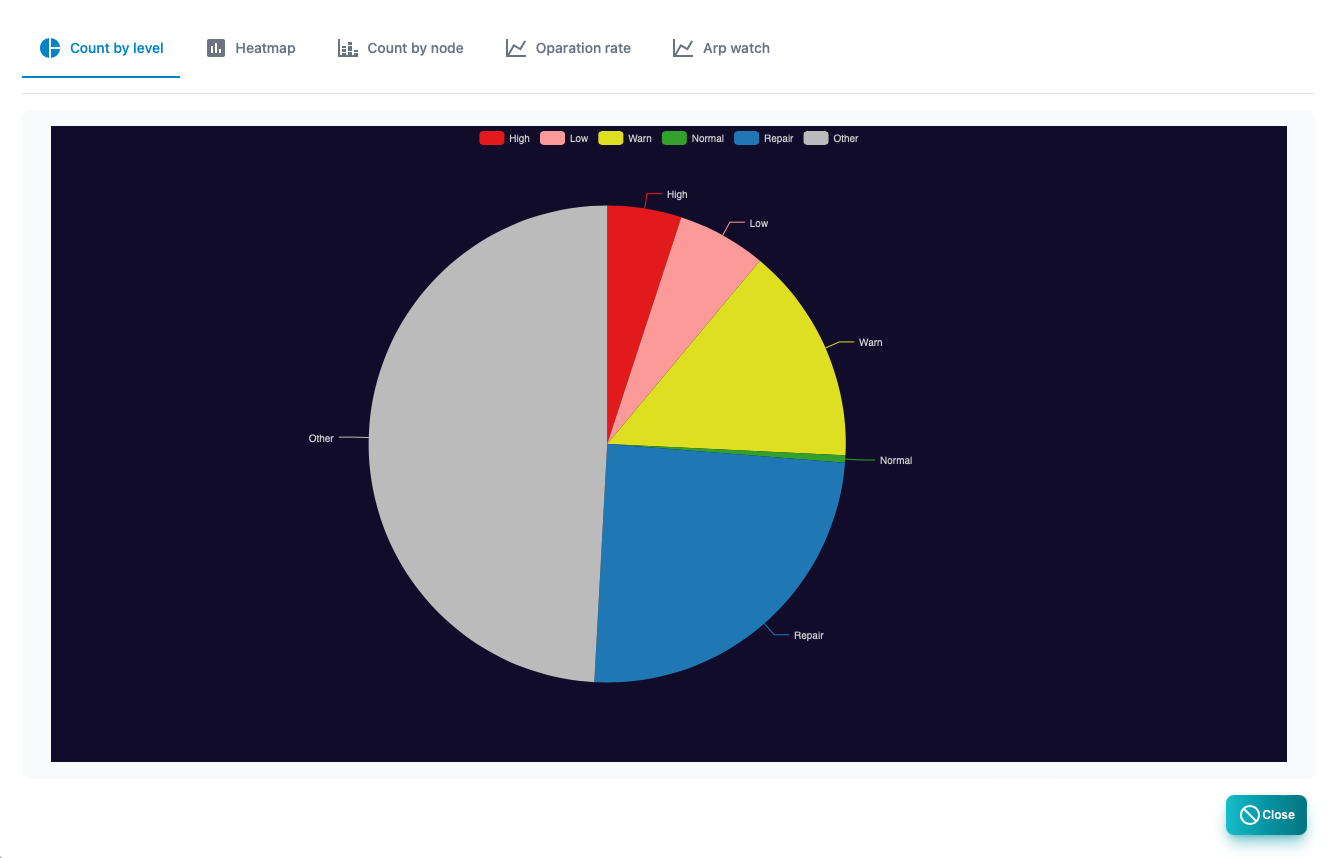 Count by level Heatmap Count by node Oparation rate Arp watch
High Low Warn Normal Repair Other
High
Low
Warn
Other
Normal
Repair
Close